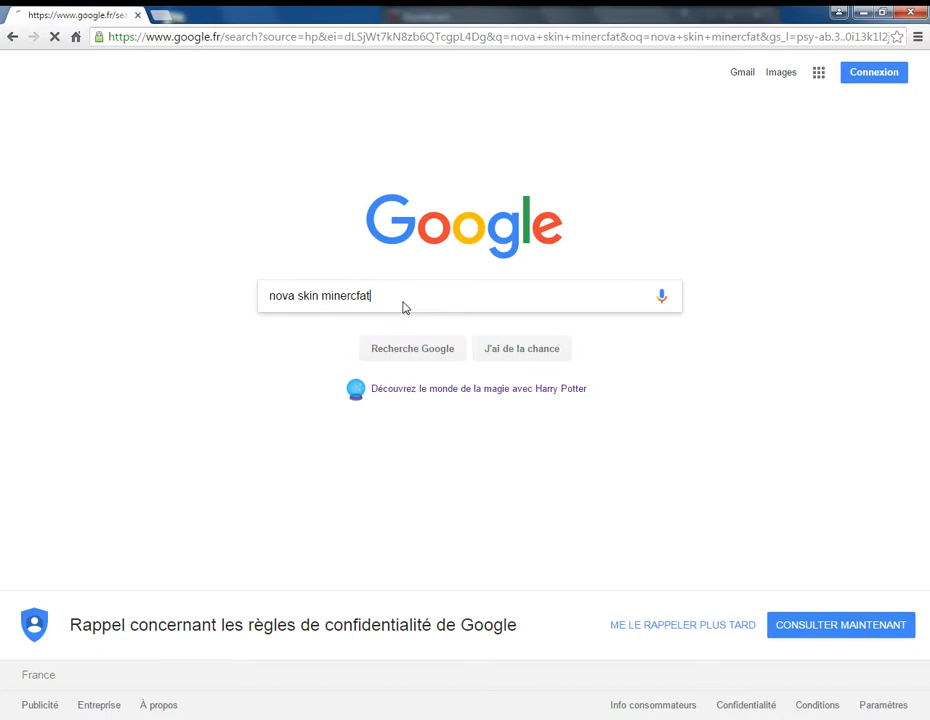 https://www.google.fr/sea
https://www.google.fr/search?source=hp&ei=dLSjWt7kN8zb6QTcgpL4Dg&q=nova+skin+minercfat&oq=nova+skin+minercfat&gs_l=psy-ab.3..0i13k1l2j
Gmail Images Connexion
Google
nova skin minercfat
Recherche Google J'ai de la chance
Découvrez le monde de la magie avec Harry Potter
Rappel concernant les règles de confidentialité de Google ME LE RAPPELER PLUS TARD CONSULTER MAINTENANT
France
Publicité Entreprise À propos Info consommateurs Confidentialité Conditions Paramètres